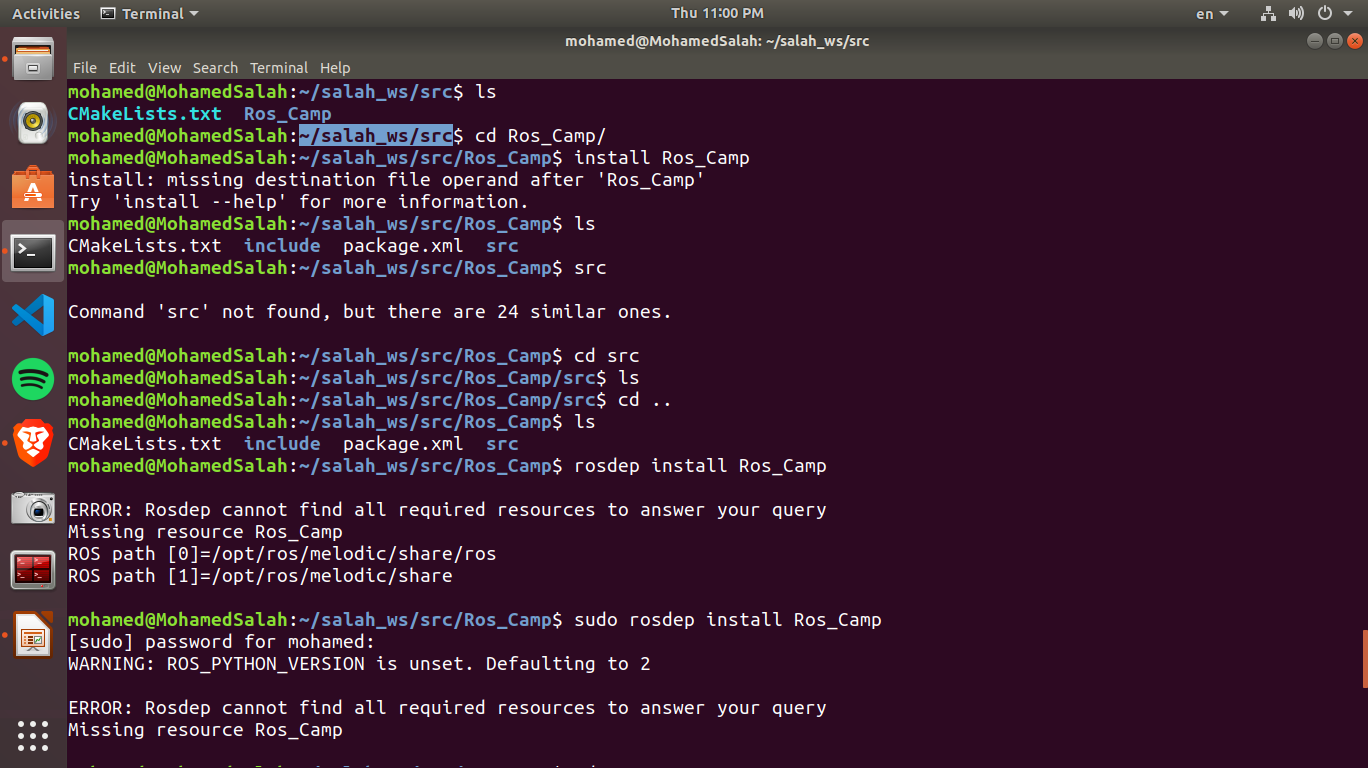 Activities Terminal Thu 11:00 PM en
mohamed@MohamedSalah: ~/salah_ws/src
File Edit View Search Terminal Help
mohamed@MohamedSalah:~/salah_ws/src$ ls
CMakeLists.txt Ros_Camp
mohamed@MohamedSalah:~/salah_ws/src$ cd Ros_Camp/
mohamed@MohamedSalah:~/salah_ws/src/Ros_Camp$ install Ros_Camp
install: missing destination file operand after 'Ros_Camp'
Try 'install --help' for more information.
mohamed@MohamedSalah:~/salah_ws/src/Ros_Camp$ ls
CMakeLists.txt include package.xml src
mohamed@MohamedSalah:~/salah_ws/src/Ros_Camp$ src
Command 'src' not found, but there are 24 similar ones.
mohamed@MohamedSalah:~/salah_ws/src/Ros_Camp$ cd src
mohamed@MohamedSalah:~/salah_ws/src/Ros_Camp/src$ ls
mohamed@MohamedSalah:~/salah_ws/src/Ros_Camp/src$ cd ..
mohamed@MohamedSalah:~/salah_ws/src/Ros_Camp$ ls
CMakeLists.txt include package.xml src
mohamed@MohamedSalah:~/salah_ws/src/Ros_Camp$ rosdep install Ros_Camp
ERROR: Rosdep cannot find all required resources to answer your query
Missing resource Ros_Camp
ROS path [0]=/opt/ros/melodic/share/ros
ROS path [1]=/opt/ros/melodic/share
mohamed@MohamedSalah:~/salah_ws/src/Ros_Camp$ sudo rosdep install Ros_Camp
[sudo] password for mohamed:
WARNING: ROS_PYTHON_VERSION is unset. Defaulting to 2
ERROR: Rosdep cannot find all required resources to answer your query
Missing resource Ros_Camp